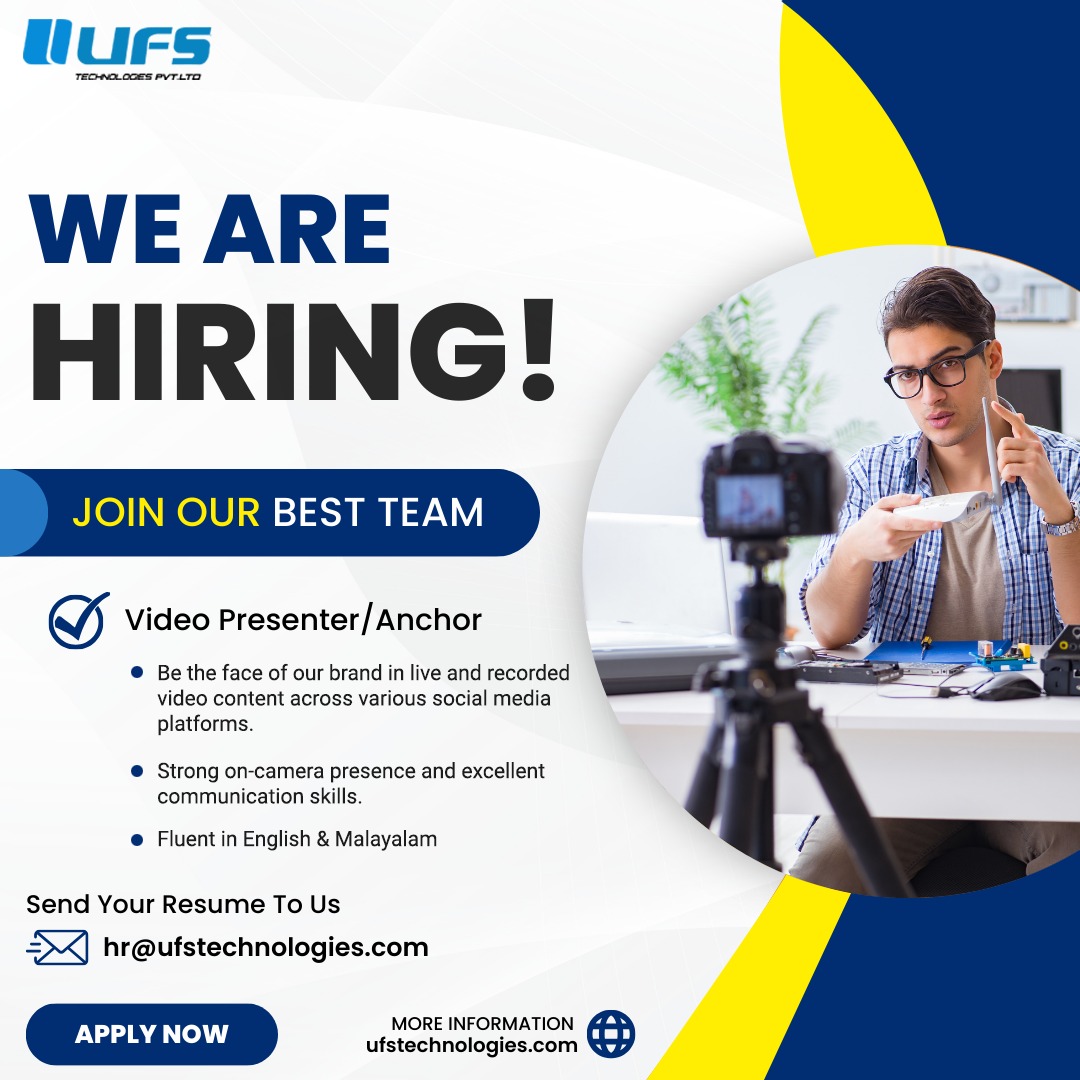 UFS
TECHNOLOGIES PVT.LTD
WE ARE
HIRING!
JOIN OUR BEST TEAM
Video Presenter/Anchor
Be the face of our brand in live and recorded
video content across various social media
platforms.
Strong on-camera presence and excellent
communication skills.
Fluent in English & Malayalam
Send Your Resume To Us
hr@ufstechnologies.com
APPLY NOW
MORE INFORMATION
ufstechnologies.com